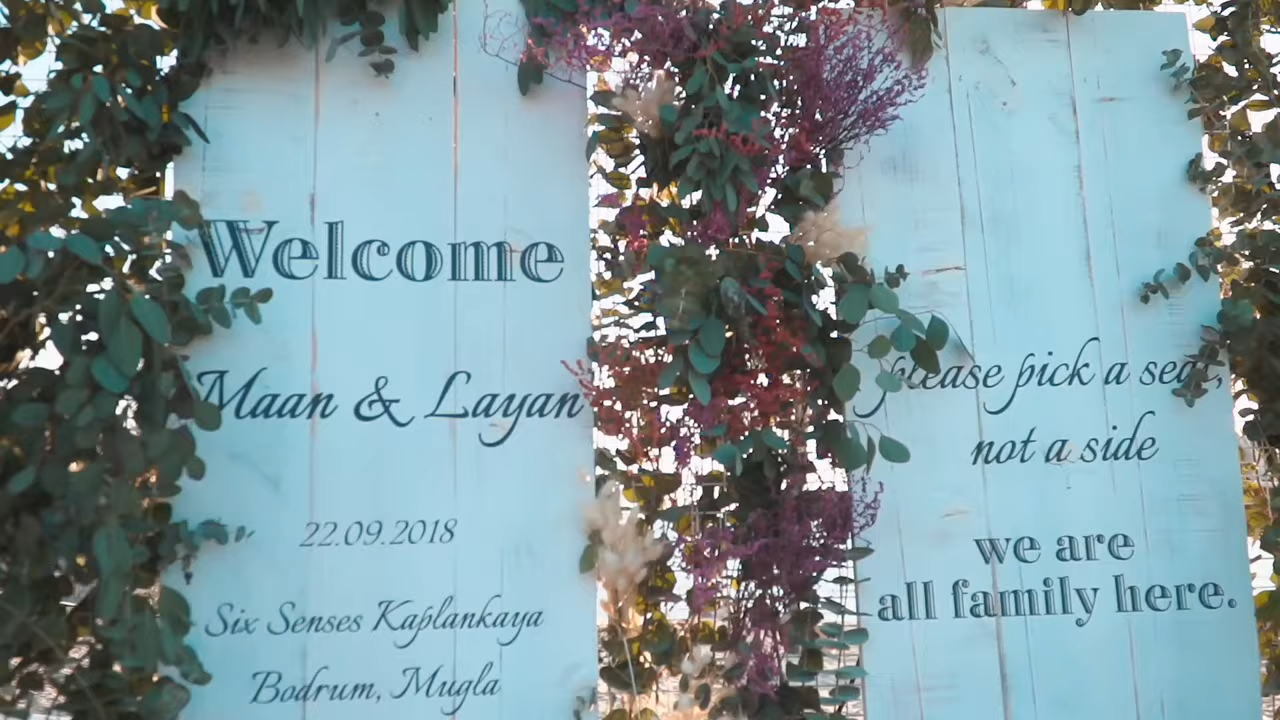 Welcome
Maan & Layan
22.09.2018
Six Senses Kaplankaya
Bodrum, Mugla
please pick a seat,
not a side
we are
all family here.